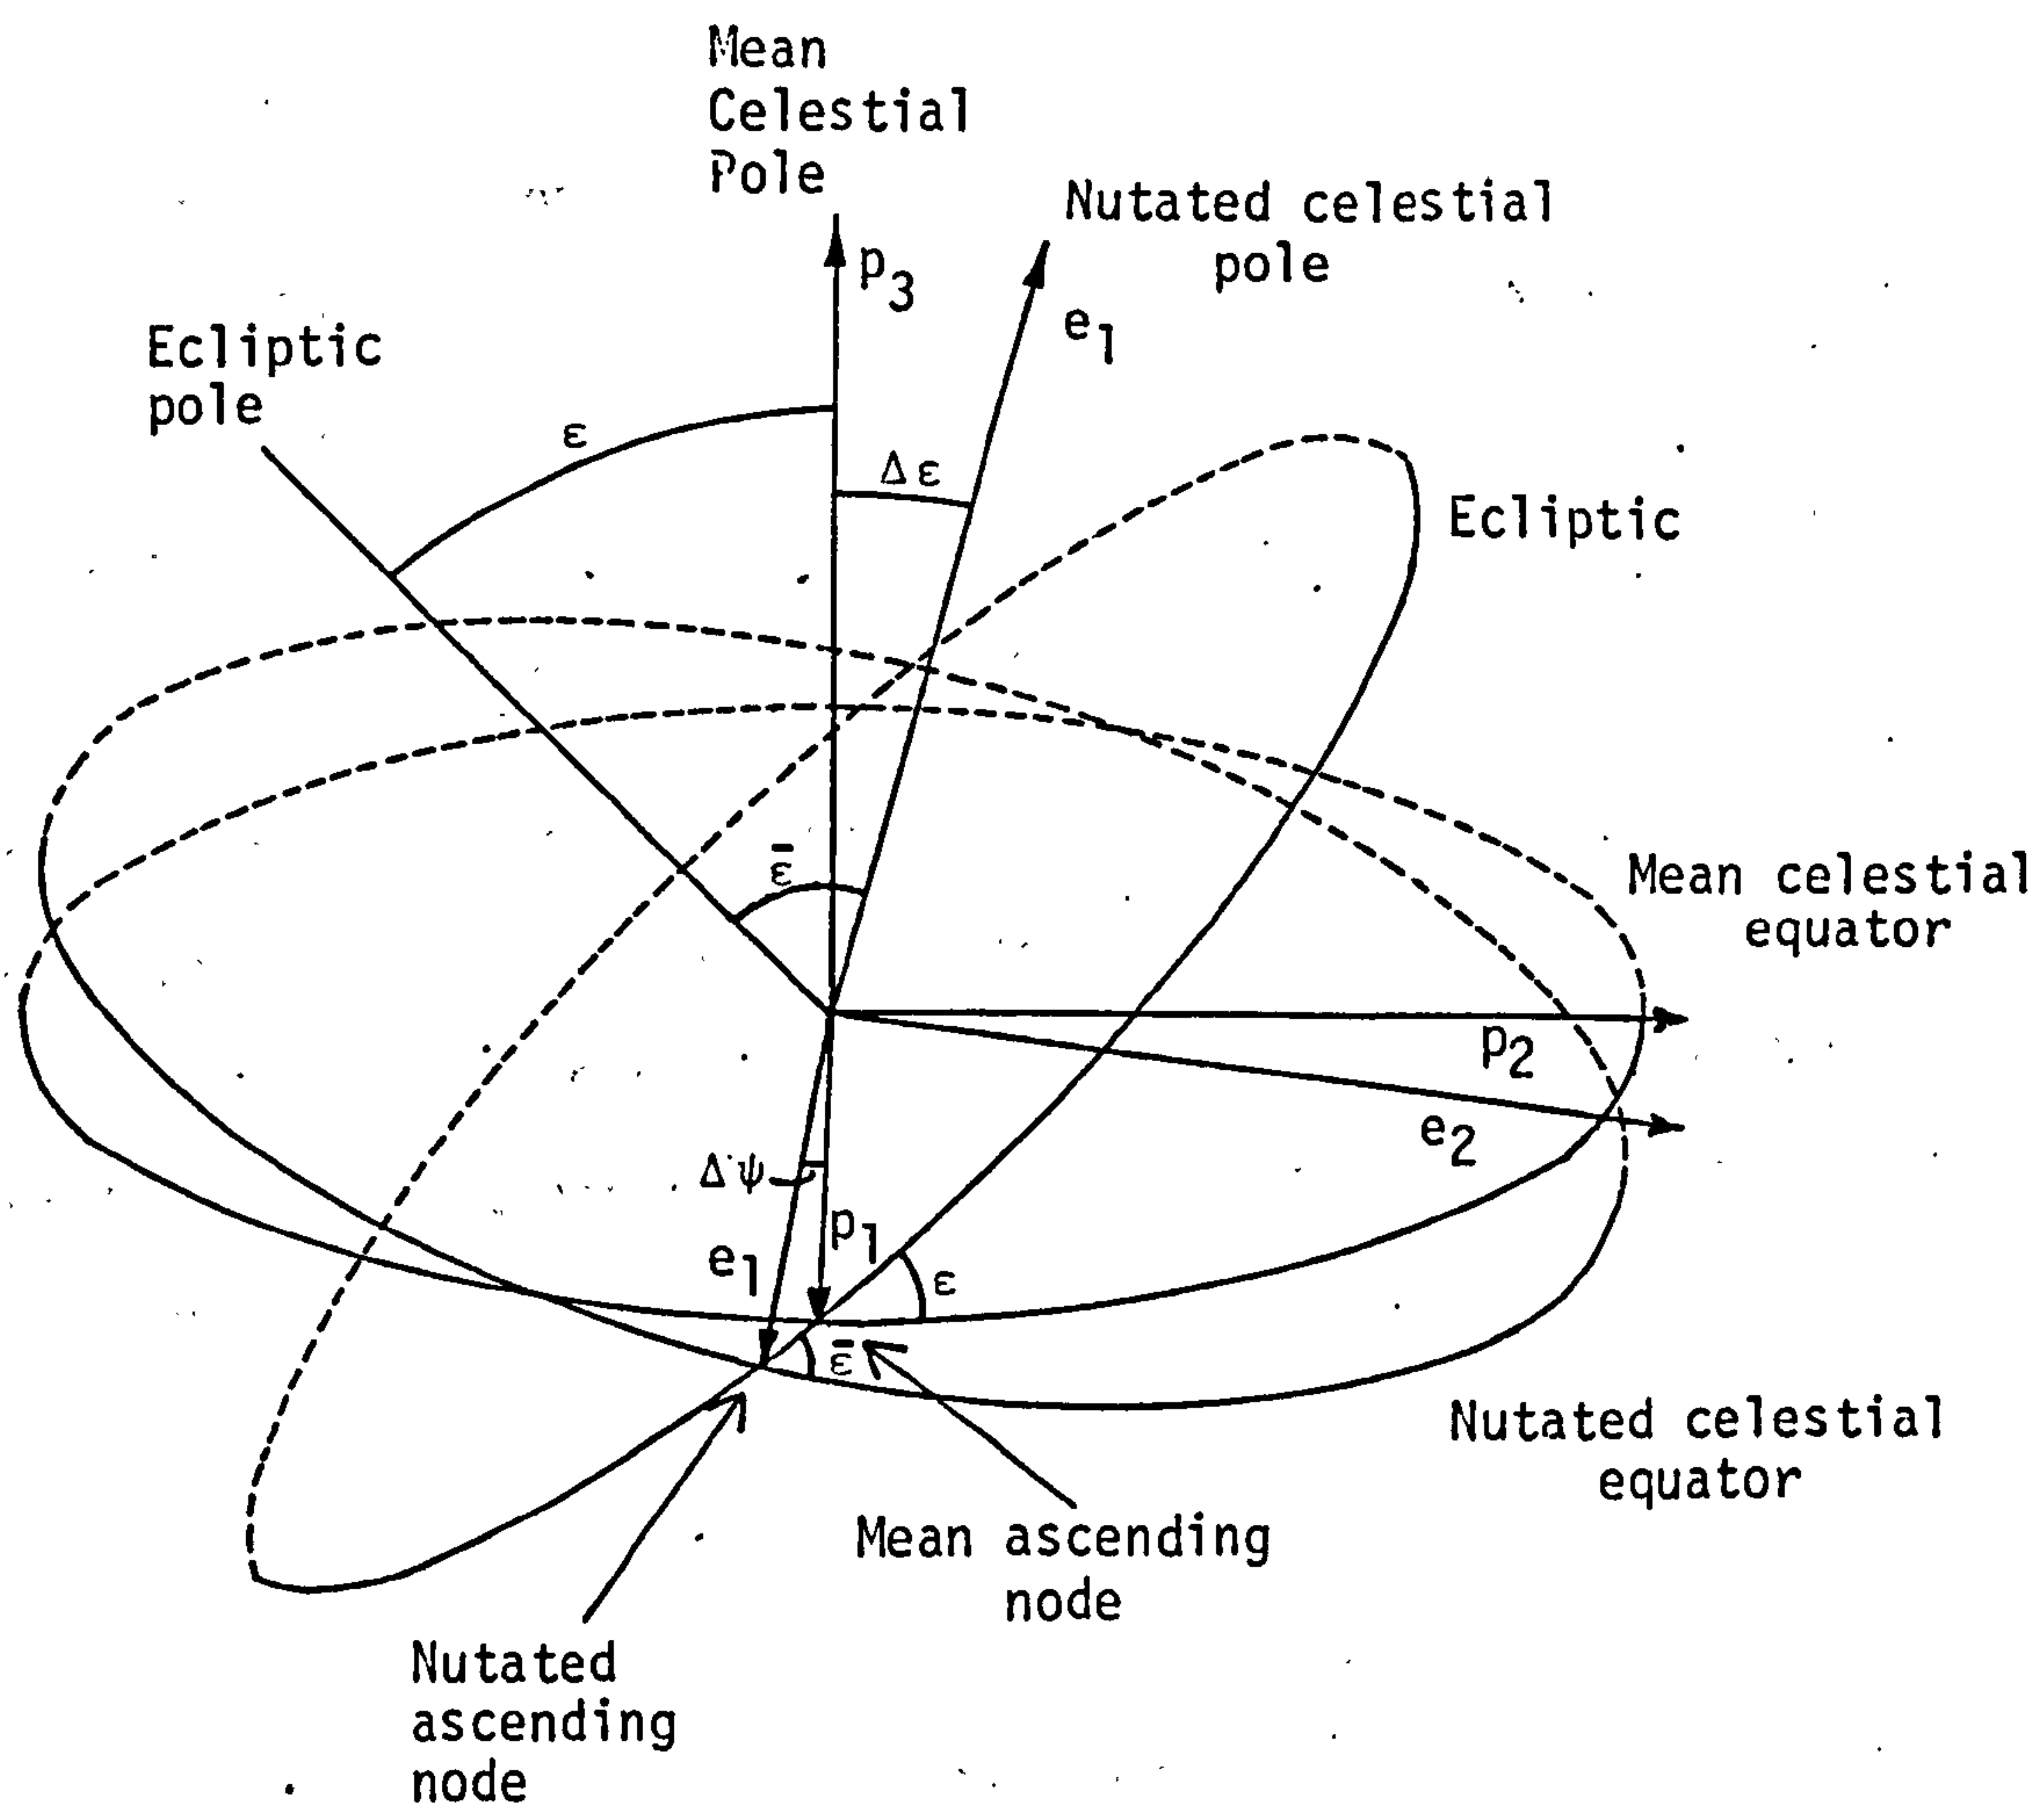 Mean
Celestial
Pole
Nutated celestial
pole
p3
e1
Ecliptic
pole
ε
Δε
Ecliptic
ε̄
Mean celestial
equator
p2
e2
Δψ
p1
e1
ε
ε̄
Nutated celestial
equator
Mean ascending
node
Nutated
ascending
node